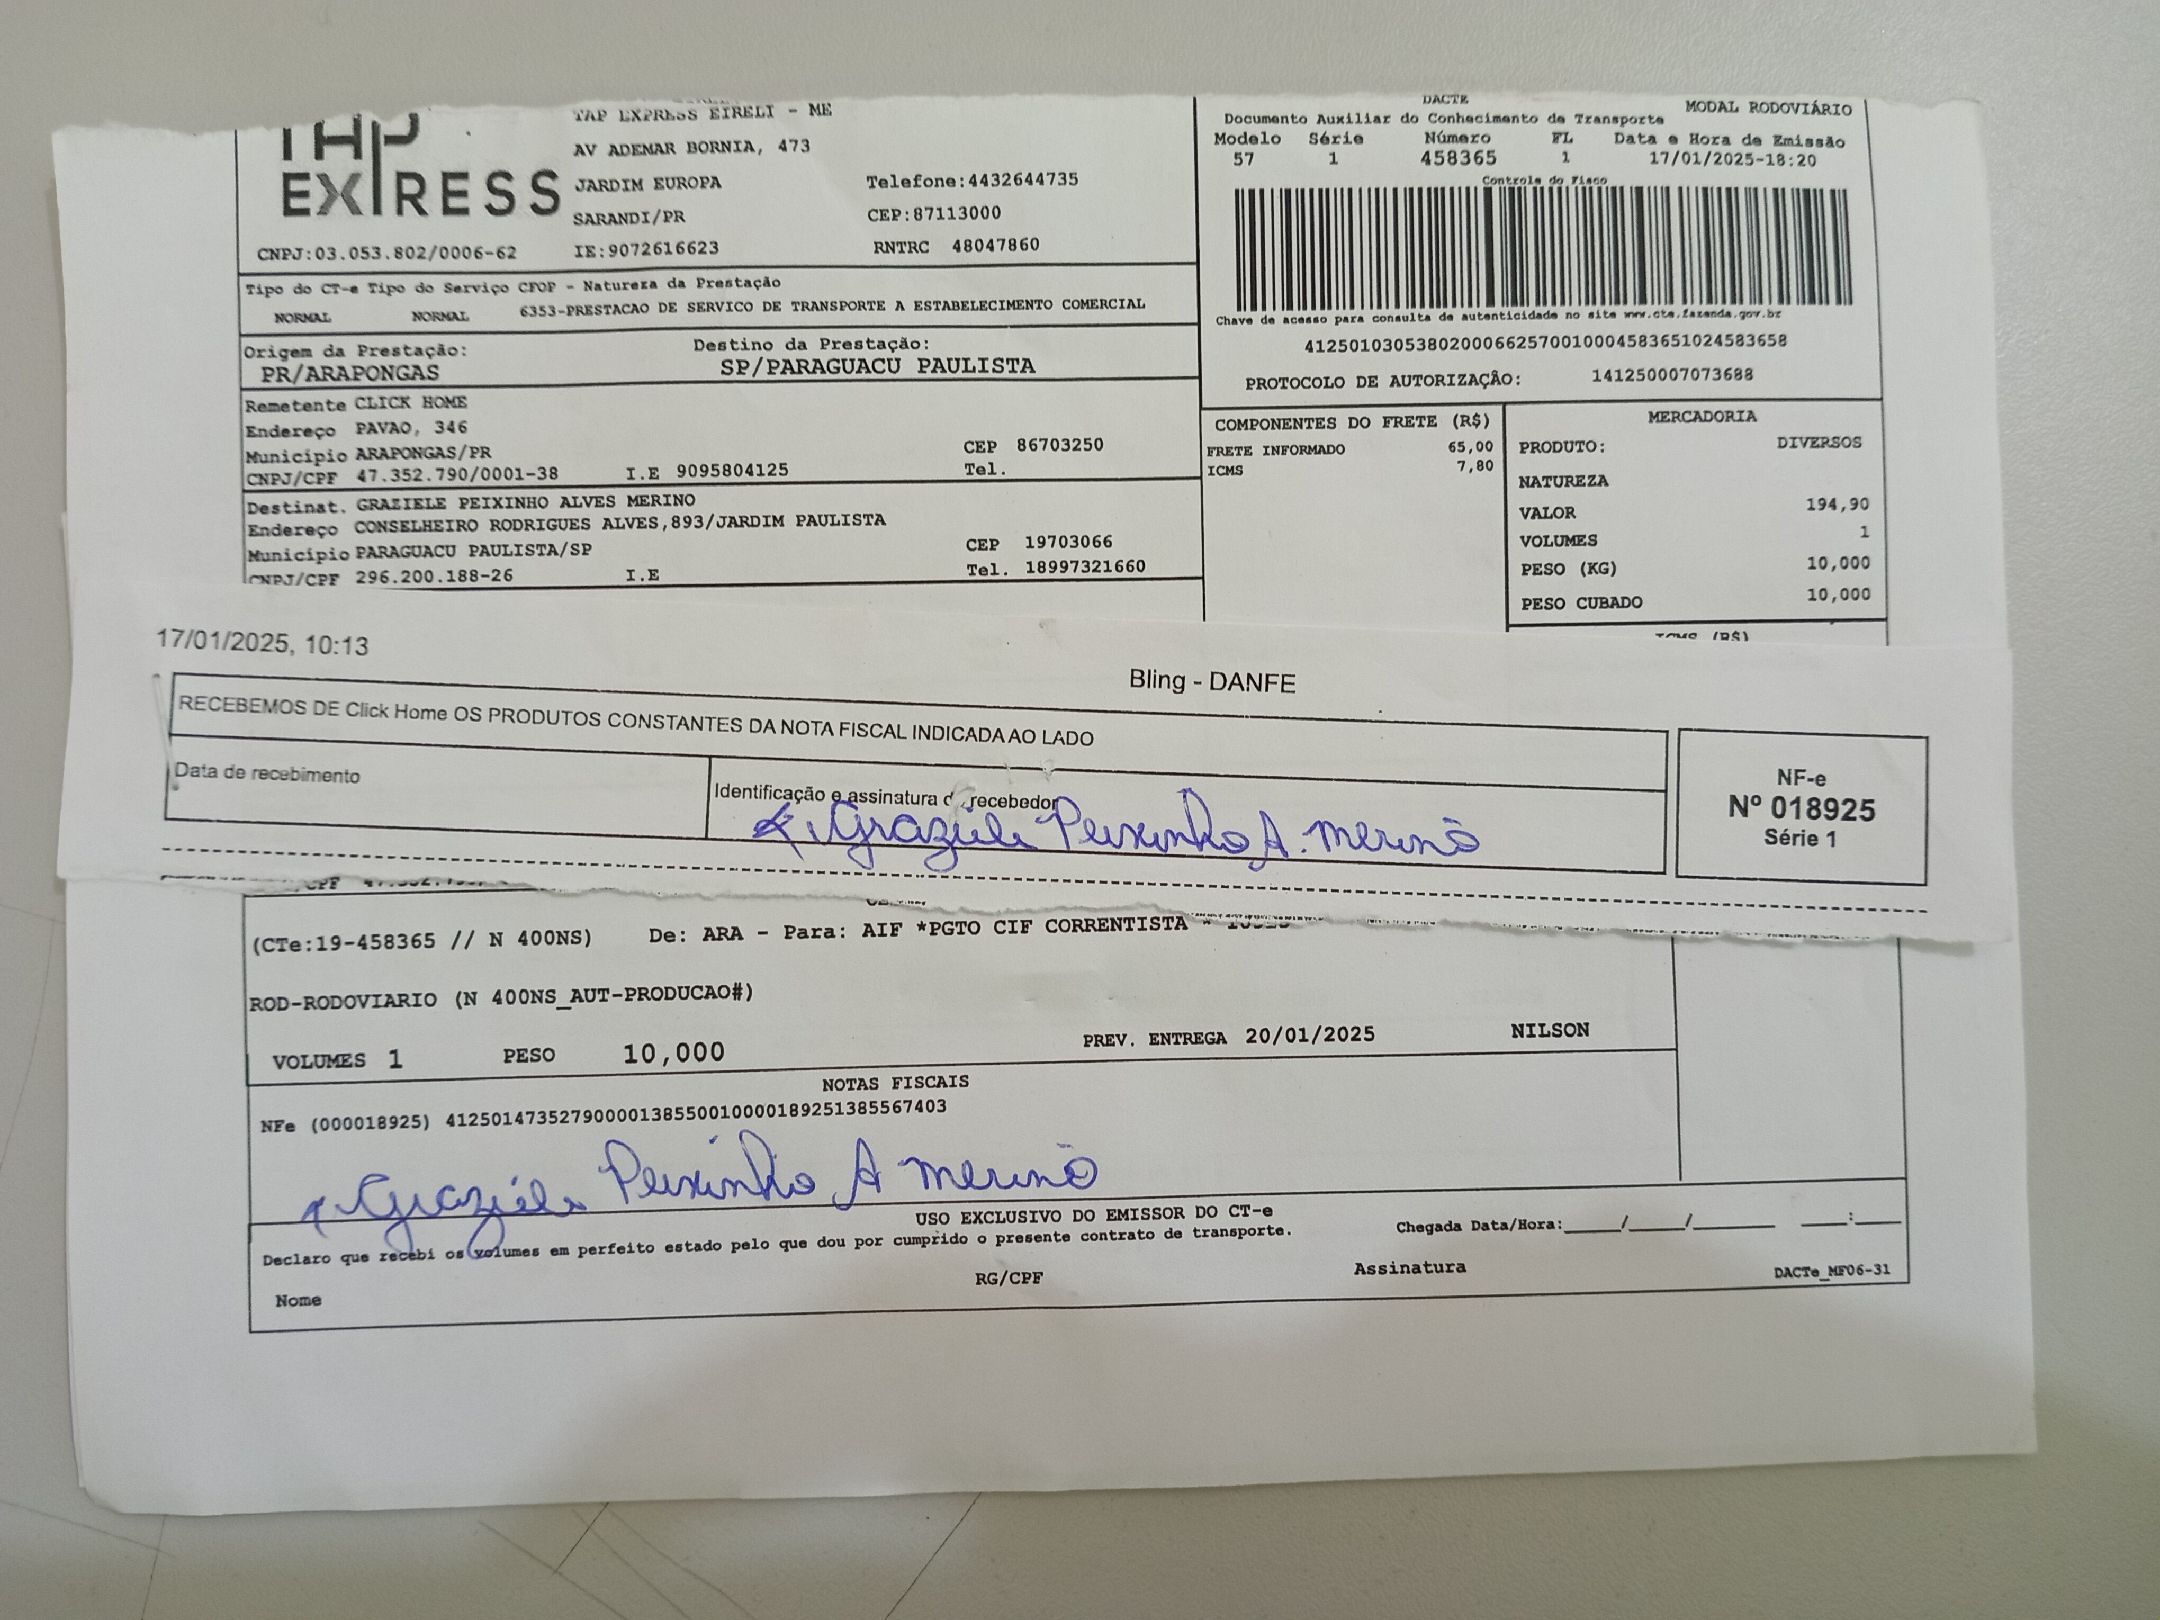 TAP EXPRESS
TAP EXPRESS EIRELI - ME
AV ADEMAR BORNIA, 473
JARDIM EUROPA Telefone:4432644735
SARANDI/PR CEP:87113000
CNPJ:03.053.802/0006-62 IE:9072616623 RNTRC 48047860
DACTE MODAL RODOVIÁRIO
Documento Auxiliar do Conhecimento de Transporte
Modelo Série Número FL Data e Hora de Emissão
57 1 458365 1 17/01/2025-18:20
Controle do Fisco
Chave de acesso para consulta de autenticidade no site www.cte.fazenda.gov.br
41250103053802000662570010004583651024583658
PROTOCOLO DE AUTORIZAÇÃO: 141250007073688
Tipo do CT-e Tipo do Serviço CFOP - Natureza da Prestação
NORMAL NORMAL 6353-PRESTACAO DE SERVICO DE TRANSPORTE A ESTABELECIMENTO COMERCIAL
Origem da Prestação: Destino da Prestação:
PR/ARAPONGAS SP/PARAGUACU PAULISTA
Remetente CLICK HOME
Endereço PAVAO, 346
Município ARAPONGAS/PR CEP 86703250
CNPJ/CPF 47.352.790/0001-38 I.E 9095804125 Tel.
Destinat. GRAZIELE PEIXINHO ALVES MERINO
Endereço CONSELHEIRO RODRIGUES ALVES,893/JARDIM PAULISTA
Município PARAGUACU PAULISTA/SP CEP 19703066
CNPJ/CPF 296.200.188-26 I.E Tel. 18997321660
COMPONENTES DO FRETE (R$)
FRETE INFORMADO 65,00
ICMS 7,80
MERCADORIA
PRODUTO: DIVERSOS
NATUREZA
VALOR 194,90
VOLUMES 1
PESO (KG) 10,000
PESO CUBADO 10,000
ICMS (R$)
17/01/2025, 10:13
Bling - DANFE
RECEBEMOS DE Click Home OS PRODUTOS CONSTANTES DA NOTA FISCAL INDICADA AO LADO
Data de recebimento
Identificação e assinatura d recebedor
Graziele Peixinho A. Merino
NF-e
Nº 018925
Série 1
(CTe:19-458365 // N 400NS) De: ARA - Para: AIF *PGTO CIF CORRENTISTA
ROD-RODOVIARIO (N 400NS_AUT-PRODUCAO#)
VOLUMES 1 PESO 10,000 PREV. ENTREGA 20/01/2025 NILSON
NOTAS FISCAIS
NFe (000018925) 41250147352790000138550010000189251385567403
Graziele Peixinho A Merino
USO EXCLUSIVO DO EMISSOR DO CT-e
Declaro que recebi os volumes em perfeito estado pelo que dou por cumprido o presente contrato de transporte.
Chegada Data/Hora:____/____/______ ___:___
Nome RG/CPF Assinatura DACTe_MF06-31